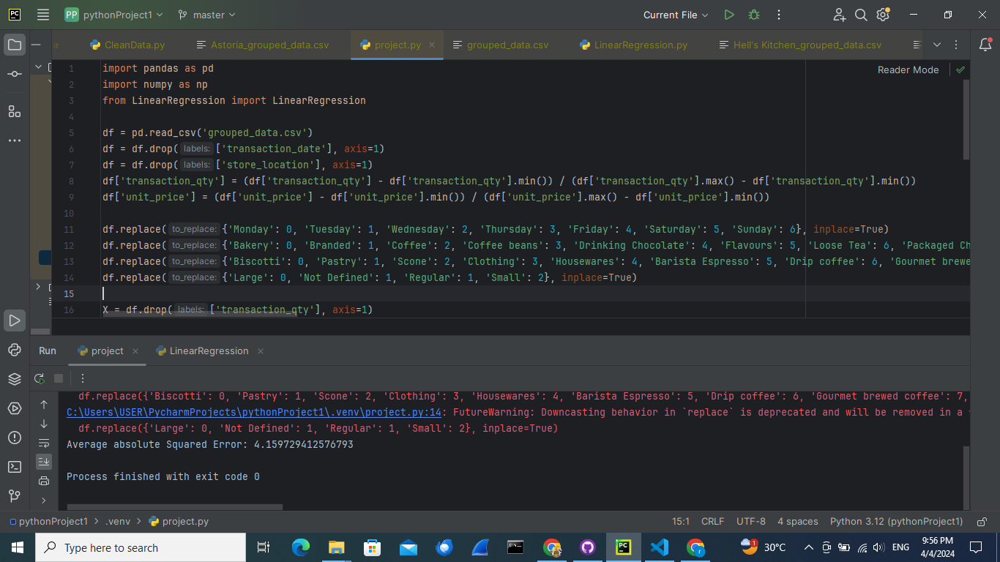 PC PP pythonProject1 master Current File
CleanData.py Astoria_grouped_data.csv project.py grouped_data.csv LinearRegression.py Hell's Kitchen_grouped_data.csv
Reader Mode
1 import pandas as pd
2 import numpy as np
3 from LinearRegression import LinearRegression
4
5 df = pd.read_csv('grouped_data.csv')
6 df = df.drop( labels: ['transaction_date'], axis=1)
7 df = df.drop( labels: ['store_location'], axis=1)
8 df['transaction_qty'] = (df['transaction_qty'] - df['transaction_qty'].min()) / (df['transaction_qty'].max() - df['transaction_qty'].min())
9 df['unit_price'] = (df['unit_price'] - df['unit_price'].min()) / (df['unit_price'].max() - df['unit_price'].min())
10
11 df.replace( to_replace: {'Monday': 0, 'Tuesday': 1, 'Wednesday': 2, 'Thursday': 3, 'Friday': 4, 'Saturday': 5, 'Sunday': 6}, inplace=True)
12 df.replace( to_replace: {'Bakery': 0, 'Branded': 1, 'Coffee': 2, 'Coffee beans': 3, 'Drinking Chocolate': 4, 'Flavours': 5, 'Loose Tea': 6, 'Packaged Ch
13 df.replace( to_replace: {'Biscotti': 0, 'Pastry': 1, 'Scone': 2, 'Clothing': 3, 'Housewares': 4, 'Barista Espresso': 5, 'Drip coffee': 6, 'Gourmet brewe
14 df.replace( to_replace: {'Large': 0, 'Not Defined': 1, 'Regular': 1, 'Small': 2}, inplace=True)
15
16 X = df.drop( labels: ['transaction_qty'], axis=1)
Run project LinearRegression
df.replace({'Biscotti': 0, 'Pastry': 1, 'Scone': 2, 'Clothing': 3, 'Housewares': 4, 'Barista Espresso': 5, 'Drip coffee': 6, 'Gourmet brewed coffee': 7,
C:\Users\USER\PycharmProjects\pythonProject1\.venv\project.py:14: FutureWarning: Downcasting behavior in `replace` is deprecated and will be removed in a
df.replace({'Large': 0, 'Not Defined': 1, 'Regular': 1, 'Small': 2}, inplace=True)
Average absolute Squared Error: 4.159729412576793
Process finished with exit code 0
pythonProject1 > .venv > project.py 15:1 CRLF UTF-8 4 spaces Python 3.12 (pythonProject1)
Type here to search PC 1 30°C ENG 9:56 PM
4/4/2024